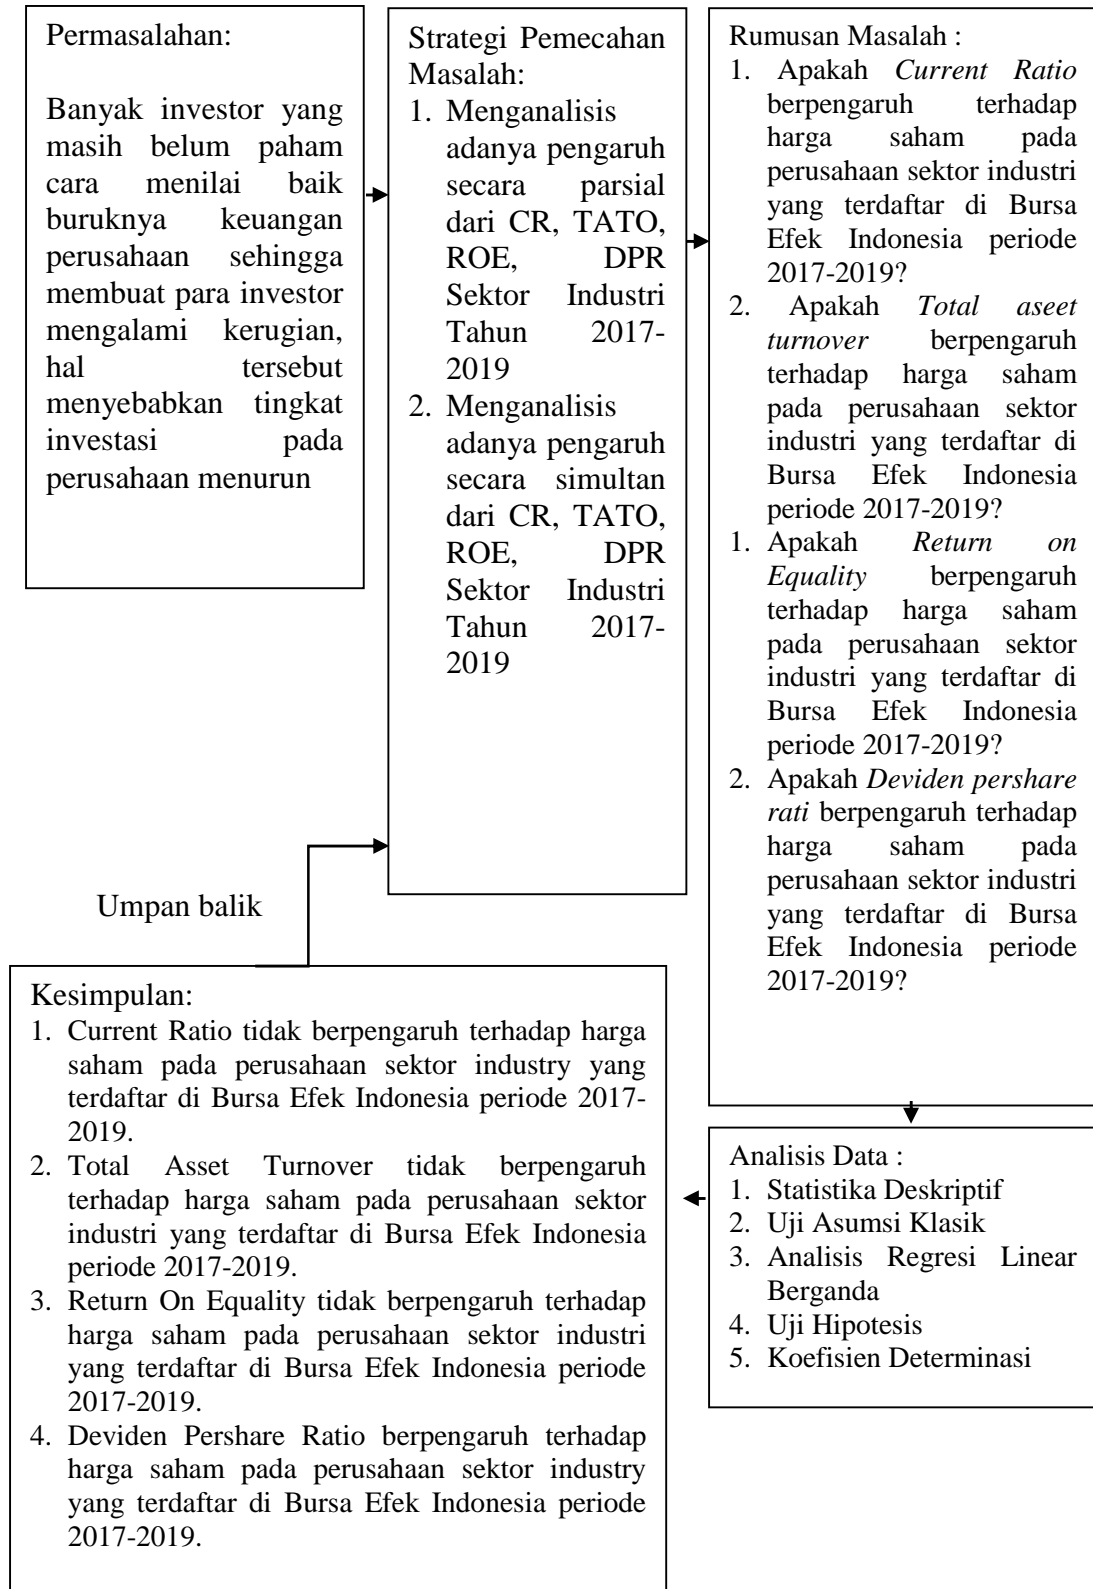 Permasalahan:
Banyak investor yang
masih belum paham
cara menilai baik
buruknya keuangan
perusahaan sehingga
membuat para investor
mengalami kerugian,
hal tersebut
menyebabkan tingkat
investasi pada
perusahaan menurun
Strategi Pemecahan
Masalah:
1. Menganalisis
adanya pengaruh
secara parsial
dari CR, TATO,
ROE, DPR
Sektor Industri
Tahun 2017-
2019
2. Menganalisis
adanya pengaruh
secara simultan
dari CR, TATO,
ROE, DPR
Sektor Industri
Tahun 2017-
2019
Rumusan Masalah :
1. Apakah Current Ratio
berpengaruh terhadap
harga saham pada
perusahaan sektor industri
yang terdaftar di Bursa
Efek Indonesia periode
2017-2019?
2. Apakah Total aseet
turnover berpengaruh
terhadap harga saham
pada perusahaan sektor
industri yang terdaftar di
Bursa Efek Indonesia
periode 2017-2019?
1. Apakah Return on
Equality berpengaruh
terhadap harga saham
pada perusahaan sektor
industri yang terdaftar di
Bursa Efek Indonesia
periode 2017-2019?
2. Apakah Deviden pershare
rati berpengaruh terhadap
harga saham pada
perusahaan sektor industri
yang terdaftar di Bursa
Efek Indonesia periode
2017-2019?
Analisis Data :
1. Statistika Deskriptif
2. Uji Asumsi Klasik
3. Analisis Regresi Linear
Berganda
4. Uji Hipotesis
5. Koefisien Determinasi
Umpan balik
Kesimpulan:
1. Current Ratio tidak berpengaruh terhadap harga
saham pada perusahaan sektor industry yang
terdaftar di Bursa Efek Indonesia periode 2017-
2019.
2. Total Asset Turnover tidak berpengaruh
terhadap harga saham pada perusahaan sektor
industri yang terdaftar di Bursa Efek Indonesia
periode 2017-2019.
3. Return On Equality tidak berpengaruh terhadap
harga saham pada perusahaan sektor industri
yang terdaftar di Bursa Efek Indonesia periode
2017-2019.
4. Deviden Pershare Ratio berpengaruh terhadap
harga saham pada perusahaan sektor industry
yang terdaftar di Bursa Efek Indonesia periode
2017-2019.